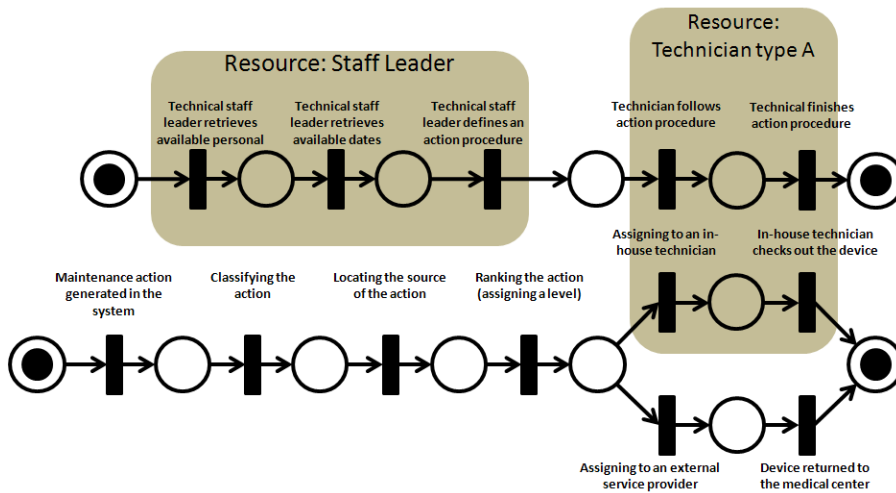 Resource: Staff Leader
Resource:
Technician type A
Technical staff
leader retrieves
available personal
Technical staff
leader retrieves
available dates
Technical staff
leader defines an
action procedure
Technician follows
action procedure
Technical finishes
action procedure
Maintenance action
generated in the
system
Classifying the
action
Locating the source
of the action
Ranking the action
(assigning a level)
Assigning to an in-
house technician
In-house technician
checks out the device
Assigning to an external
service provider
Device returned to
the medical center